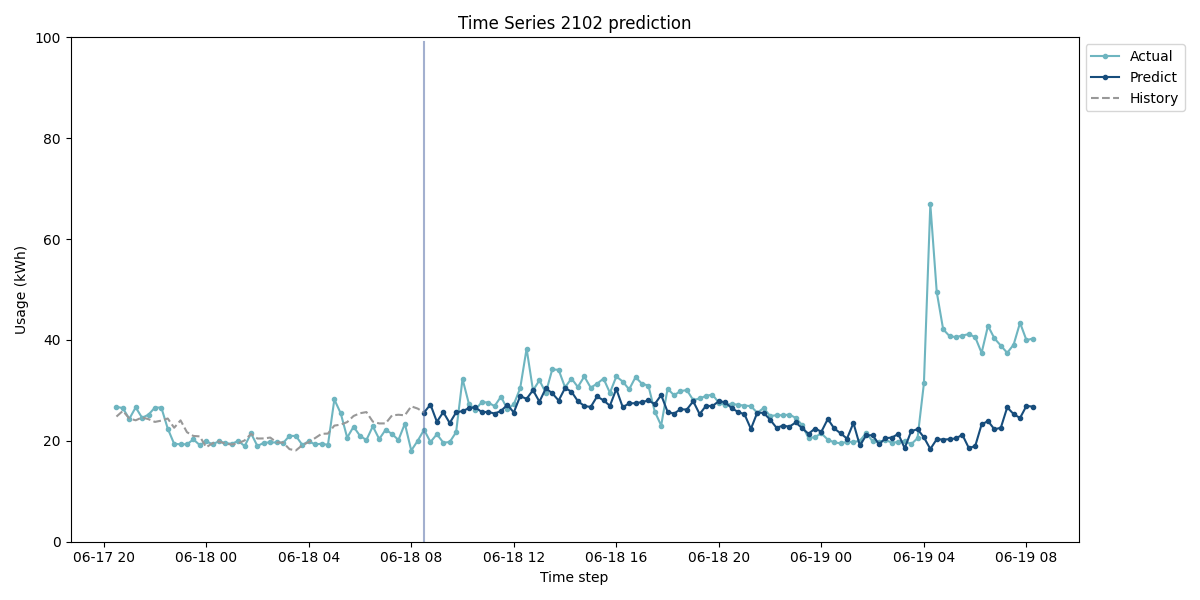 Time Series 2102 prediction
100
80
60
40
20
0
Usage (kWh)
06-17 20
06-18 00
06-18 04
06-18 08
06-18 12
06-18 16
06-18 20
06-19 00
06-19 04
06-19 08
Time step
Actual
Predict
History